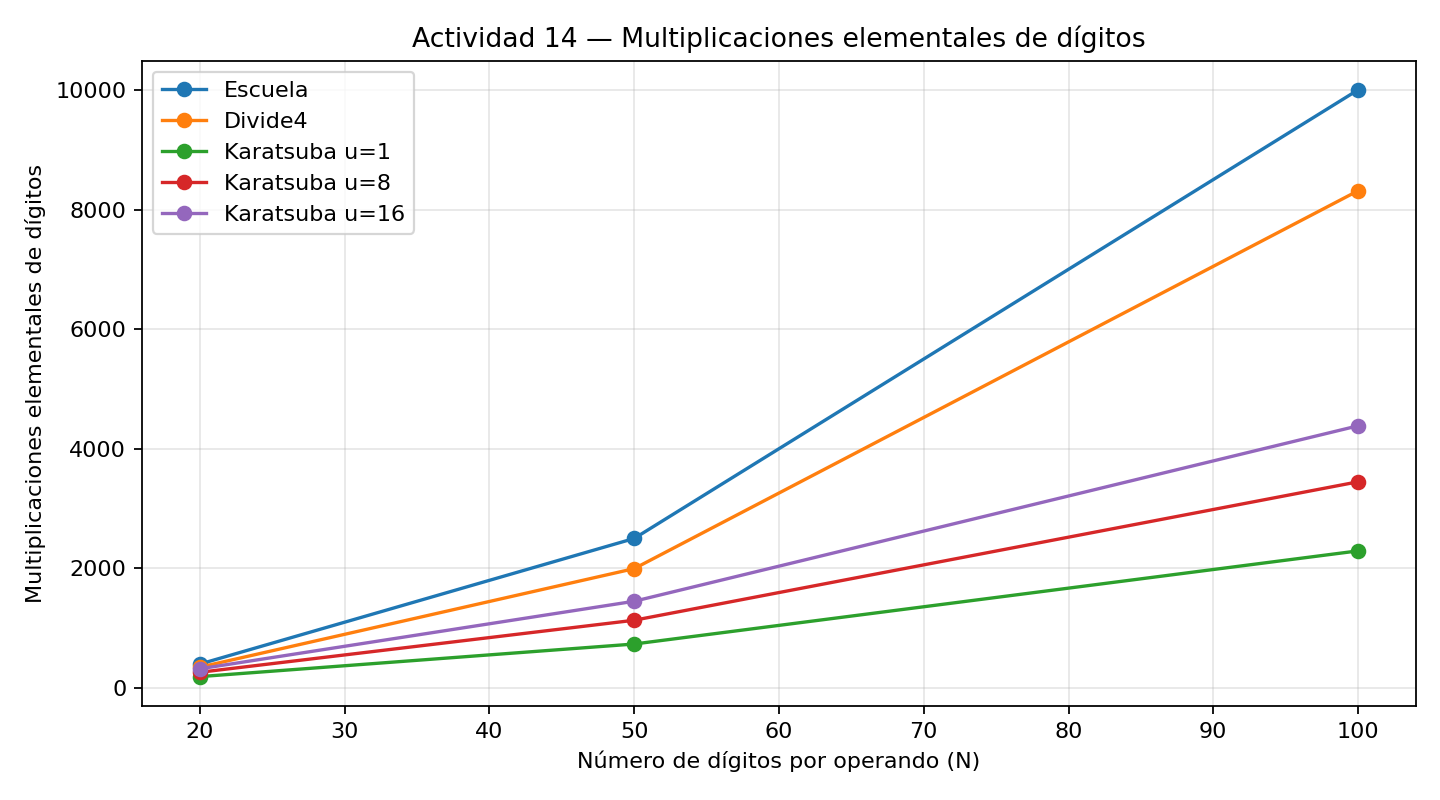 Actividad 14 — Multiplicaciones elementales de dígitos
Multiplicaciones elementales de dígitos
10000
8000
6000
4000
2000
0
Escuela
Divide4
Karatsuba u=1
Karatsuba u=8
Karatsuba u=16
20 30 40 50 60 70 80 90 100
Número de dígitos por operando (N)